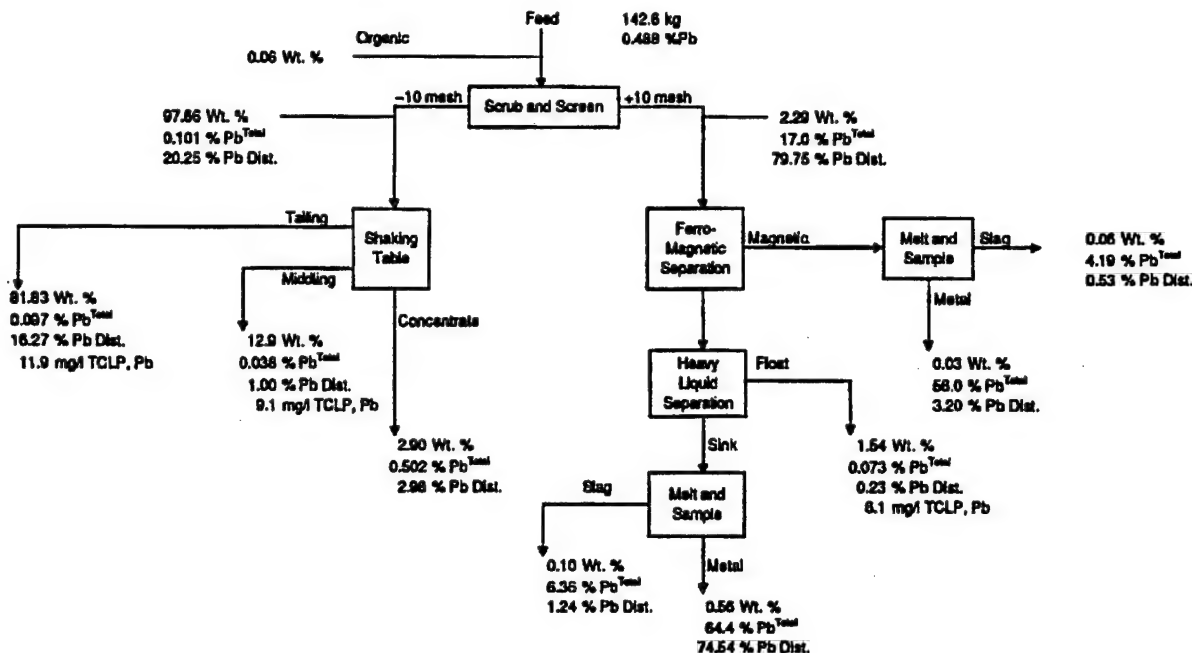 Feed
142.6 kg
0.488 %Pb
Organic
0.06 Wt. %
-10 mesh
Scrub and Screen
+10 mesh
97.66 Wt. %
0.101 % Pb Total
20.25 % Pb Dist.
2.29 Wt. %
17.0 % Pb Total
79.75 % Pb Dist.
Tailing
Shaking
Table
Middling
Concentrate
81.83 Wt. %
0.097 % Pb Total
16.27 % Pb Dist.
11.9 mg/l TCLP, Pb
12.9 Wt. %
0.038 % Pb Total
1.00 % Pb Dist.
9.1 mg/l TCLP, Pb
2.90 Wt. %
0.502 % Pb Total
2.98 % Pb Dist.
Ferro-
Magnetic
Separation
Magnetic
Melt and
Sample
Slag
0.06 Wt. %
4.19 % Pb Total
0.53 % Pb Dist.
Metal
0.03 Wt. %
56.0 % Pb Total
3.20 % Pb Dist.
Heavy
Liquid
Separation
Float
1.54 Wt. %
0.073 % Pb Total
0.23 % Pb Dist.
6.1 mg/l TCLP, Pb
Sink
Melt and
Sample
Slag
0.10 Wt. %
6.36 % Pb Total
1.24 % Pb Dist.
Metal
0.56 Wt. %
64.4 % Pb Total
74.54 % Pb Dist.